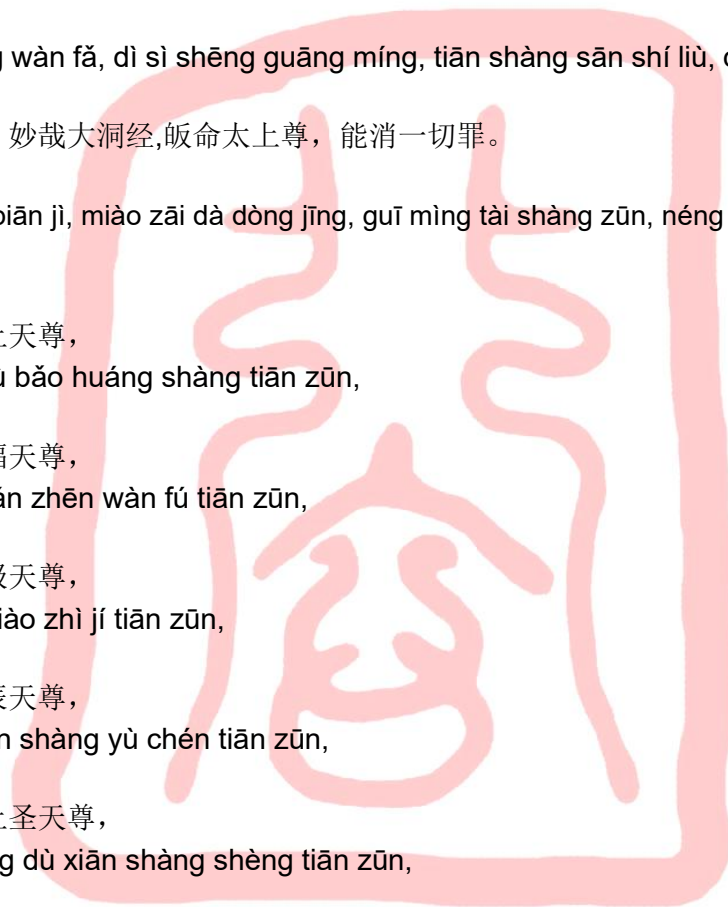 wàn fǎ, dì sì shēng guāng míng, tiān shàng sān shí liù,
妙哉大洞经,皈命太上尊，能消一切罪。
jì, miào zāi dà dòng jīng, guī mìng tài shàng zūn, néng
天尊，
bǎo huáng shàng tiān zūn,
天尊，
zhēn wàn fú tiān zūn,
天尊，
zhì jí tiān zūn,
天尊，
shàng yù chén tiān zūn,
圣天尊，
dù xiān shàng shèng tiān zūn,